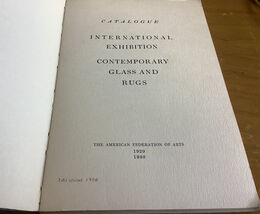 CATALOGUE
INTERNATIONAL
EXHIBITION
CONTEMPORARY
GLASS AND
RUGS
THE AMERICAN FEDERATION OF ARTS
1929
1930